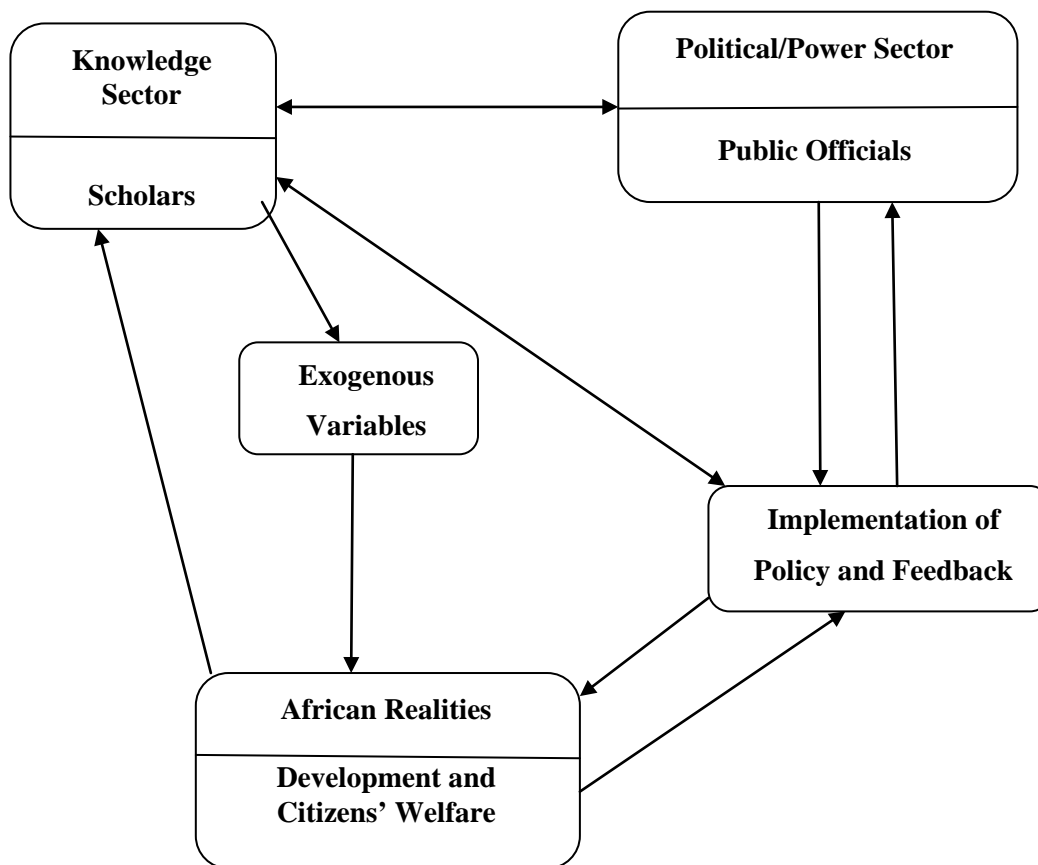 Knowledge
Sector
Scholars
Political/Power Sector
Public Officials
Exogenous
Variables
Implementation of
Policy and Feedback
African Realities
Development and
Citizens’ Welfare